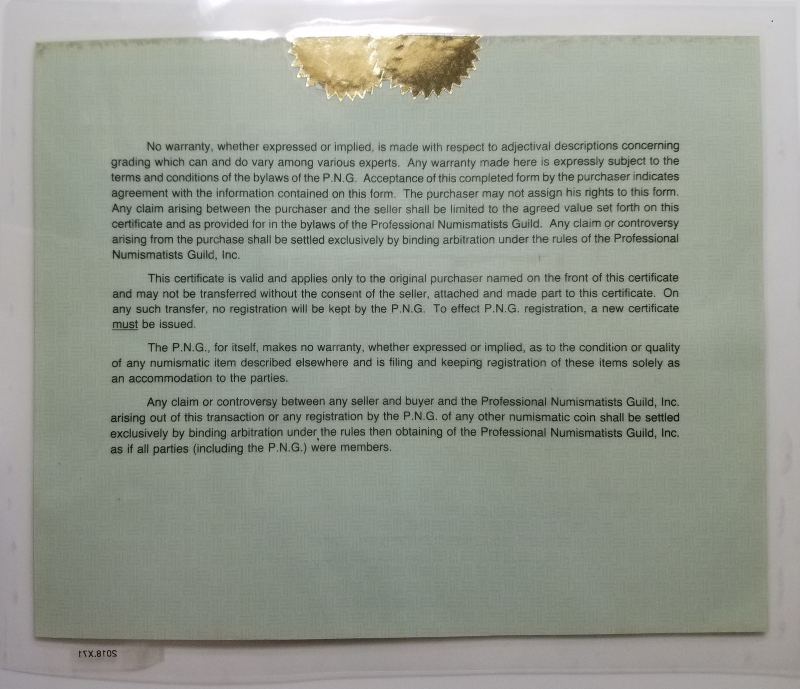 No warranty, whether expressed or implied, is made with respect to adjectival descriptions concerning
grading which can and do vary among various experts. Any warranty made here is expressly subject to the
terms and conditions of the bylaws of the P.N.G. Acceptance of this completed form by the purchaser indicates
agreement with the information contained on this form. The purchaser may not assign his rights to this form.
Any claim arising between the purchaser and the seller shall be limited to the agreed value set forth on this
certificate and as provided for in the bylaws of the Professional Numismatists Guild. Any claim or controversy
arising from the purchase shall be settled exclusively by binding arbitration under the rules of the Professional
Numismatists Guild, Inc.
This certificate is valid and applies only to the original purchaser named on the front of this certificate
and may not be transferred without the consent of the seller, attached and made part to this certificate. On
any such transfer, no registration will be kept by the P.N.G. To effect P.N.G. registration, a new certificate
must be issued.
The P.N.G., for itself, makes no warranty, whether expressed or implied, as to the condition or quality
of any numismatic item described elsewhere and is filing and keeping registration of these items solely as
an accommodation to the parties.
Any claim or controversy between any seller and buyer and the Professional Numismatists Guild, Inc.
arising out of this transaction or any registration by the P.N.G. of any other numismatic coin shall be settled
exclusively by binding arbitration under the rules then obtaining of the Professional Numismatists Guild, Inc.
as if all parties (including the P.N.G.) were members.
2018.X71